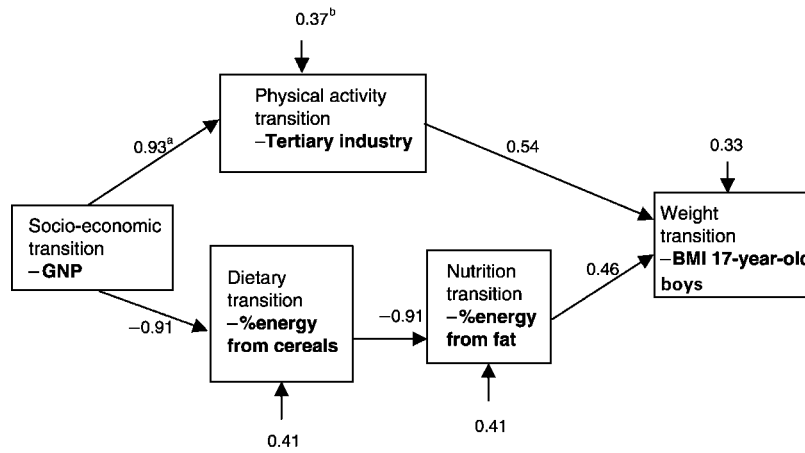 0.37b
Physical activity
transition
–Tertiary industry
0.93a
0.54
0.33
Socio-economic
transition
–GNP
Weight
transition
–BMI 17-year-old
boys
Dietary
transition
–%energy
from cereals
Nutrition
transition
–%energy
from fat
0.46
−0.91
−0.91
0.41
0.41